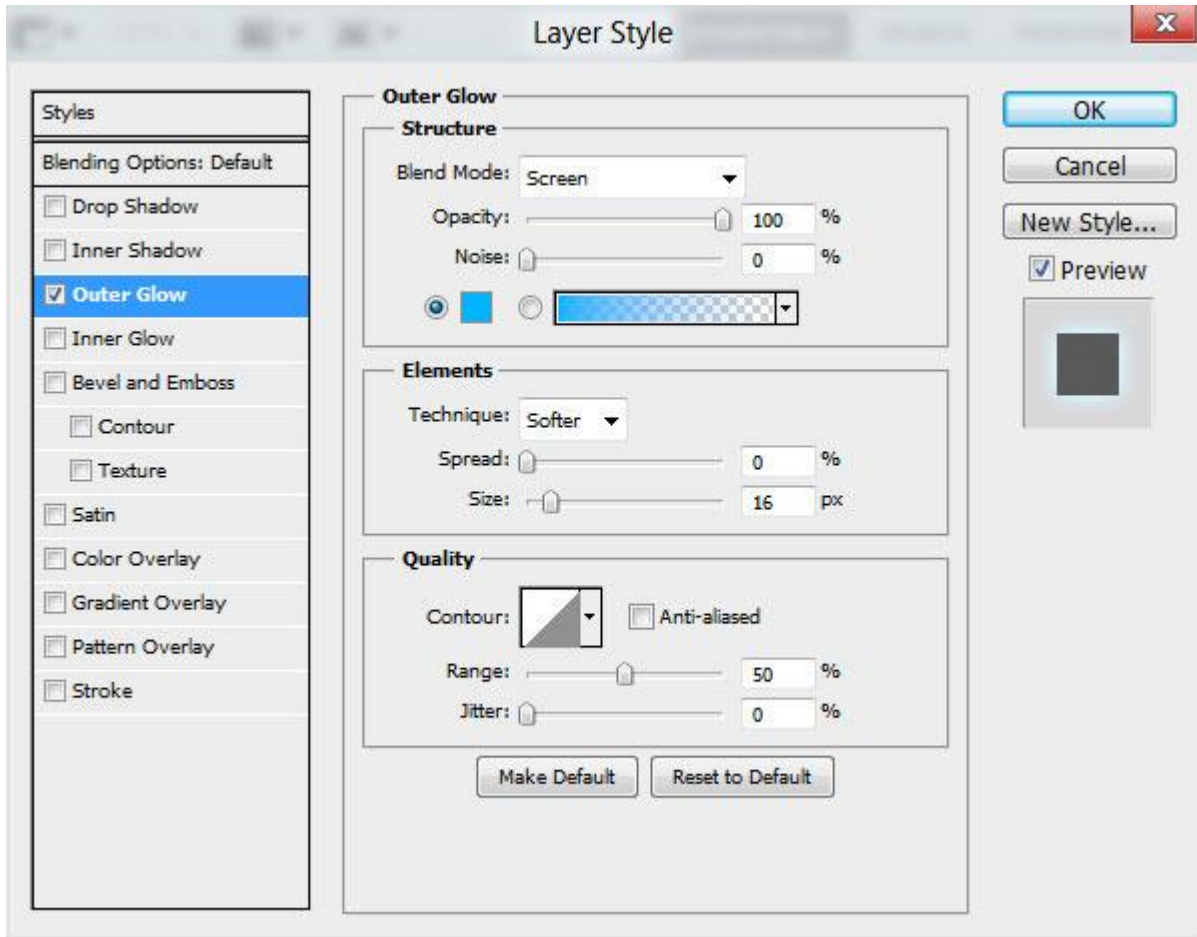 Layer Style
X
Styles
Blending Options: Default
Drop Shadow
Inner Shadow
Outer Glow
Inner Glow
Bevel and Emboss
Contour
Texture
Satin
Color Overlay
Gradient Overlay
Pattern Overlay
Stroke
Outer Glow
Structure
Blend Mode: Screen
Opacity: 100 %
Noise: 0 %
Elements
Technique: Softer
Spread: 0 %
Size: 16 px
Quality
Contour: Anti-aliased
Range: 50 %
Jitter: 0 %
Make Default Reset to Default
OK
Cancel
New Style...
Preview